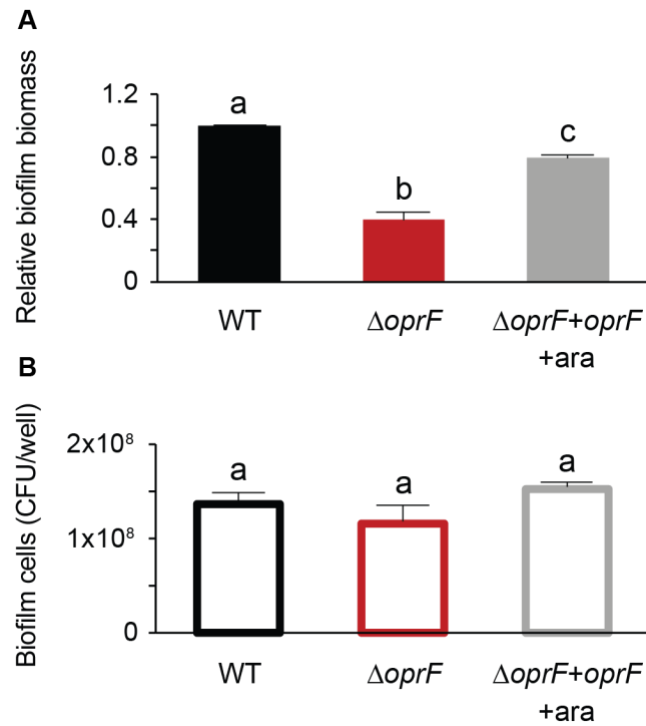 A
Relative biofilm biomass
1.2
0.8
0.4
0
a
b
c
WT
ΔoprF
ΔoprF+oprF
+ara
B
Biofilm cells (CFU/well)
2x10⁸
1x10⁸
0
a
a
a
WT
ΔoprF
ΔoprF+oprF
+ara